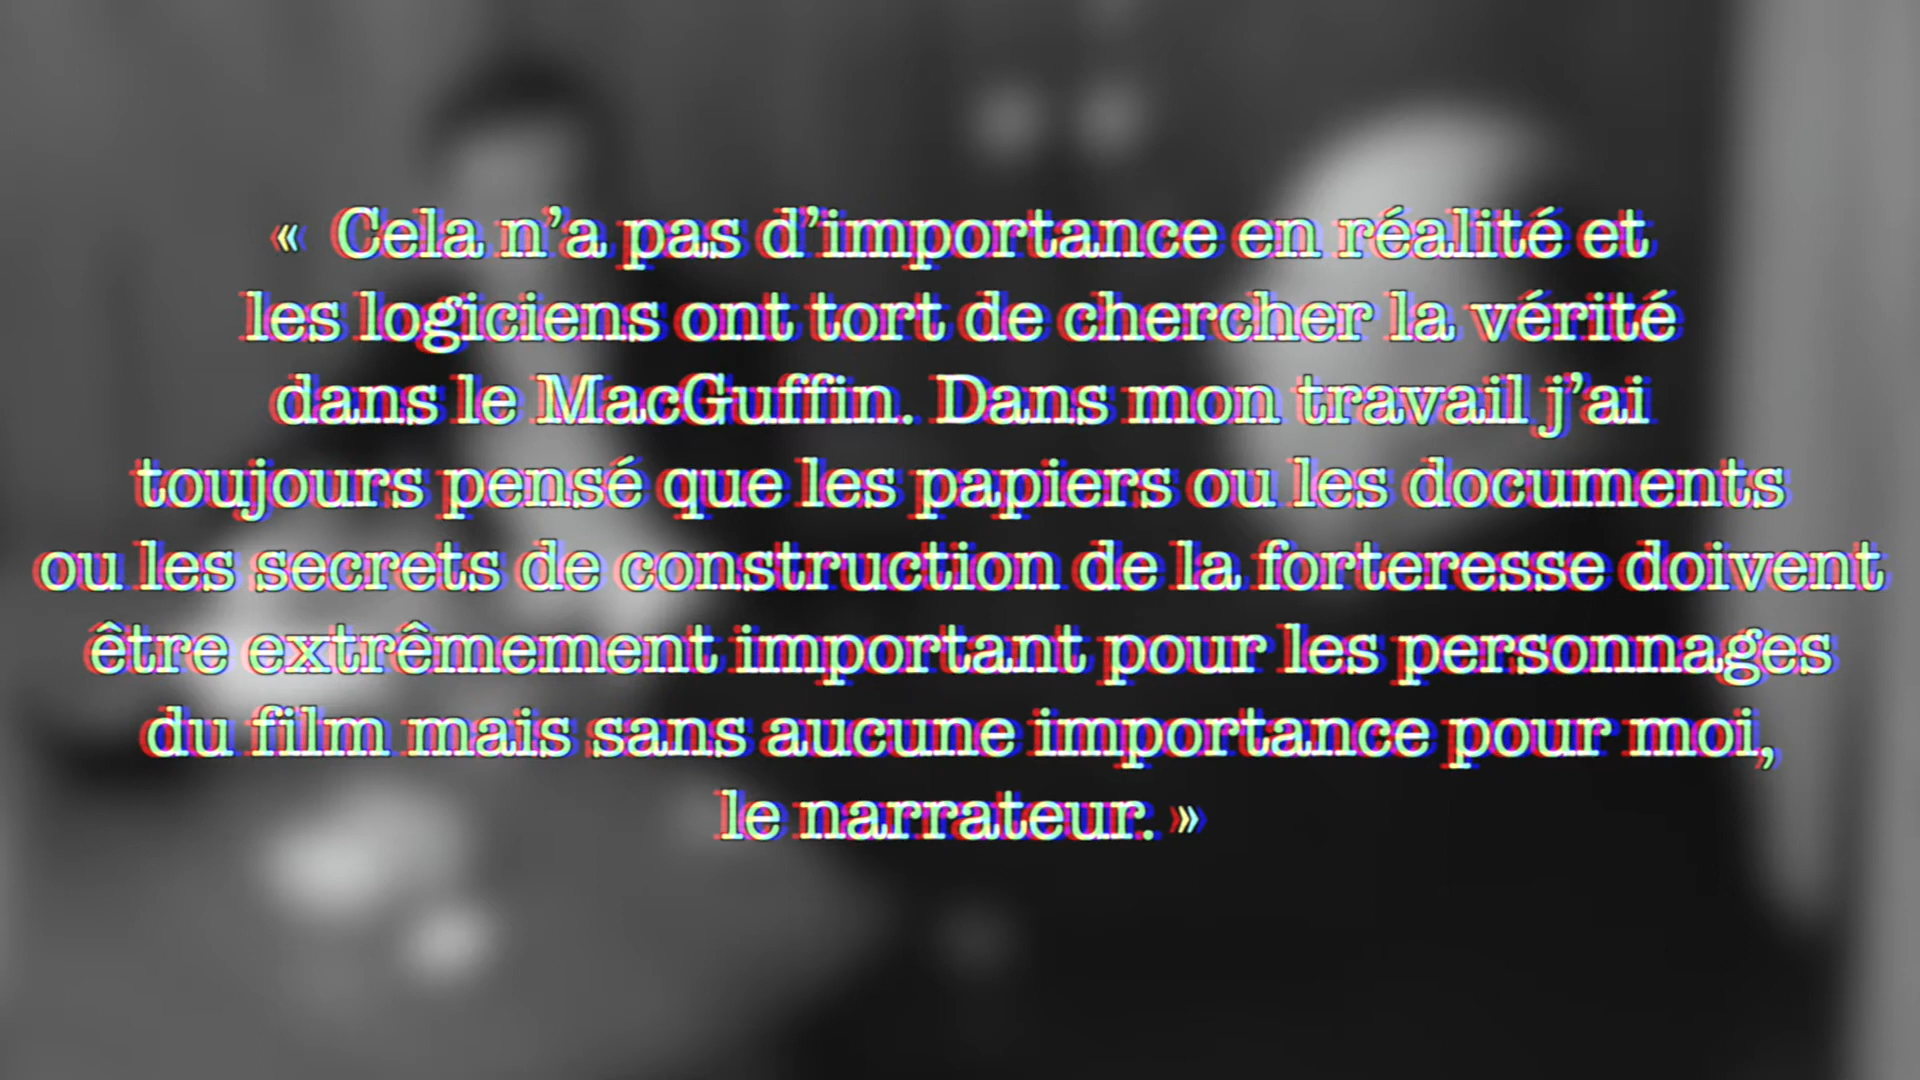 « Cela n’a pas d’importance en réalité et
les logiciens ont tort de chercher la vérité
dans le MacGuffin. Dans mon travail j’ai
toujours pensé que les papiers ou les documents
ou les secrets de construction de la forteresse doivent
être extrêmement important pour les personnages
du film mais sans aucune importance pour moi,
le narrateur. »